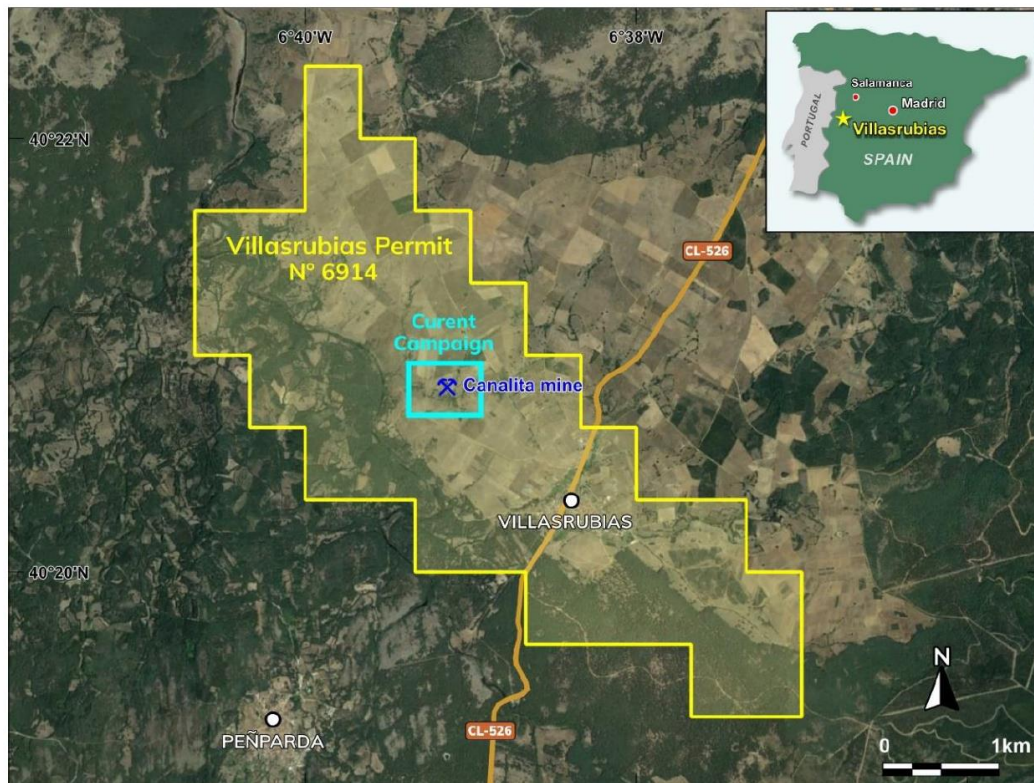 6°40'W
6°38'W
40°22'N
40°20'N
Salamanca
Madrid
Villasrubias
PORTUGAL
SPAIN
Villasrubias Permit
Nº 6914
CL-526
Curent
Campaign
Canalita mine
VILLASRUBIAS
PEÑPARDA
CL-526
N
0
1km